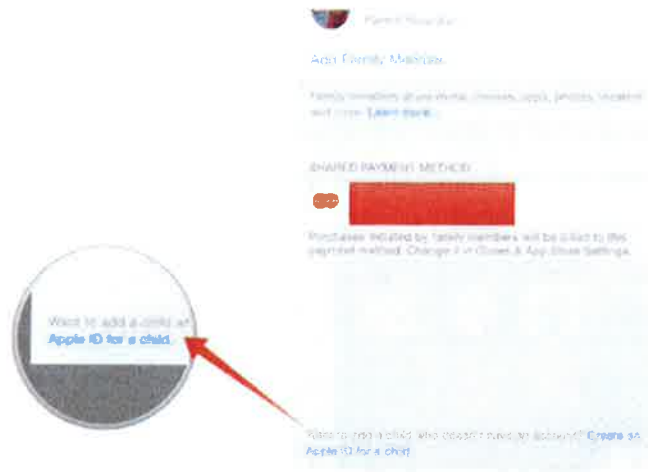 Parent/Guardian
Add Family Member...
Family members share music, movies, apps, photos, location,
and more. Learn more...
SHARED PAYMENT METHOD
Purchases initiated by family members will be billed to this
payment method. Change it in iTunes & App Store Settings.
Want to add a child an
Apple ID for a child.
Want to add a child who doesn't have an account? Create an
Apple ID for a child